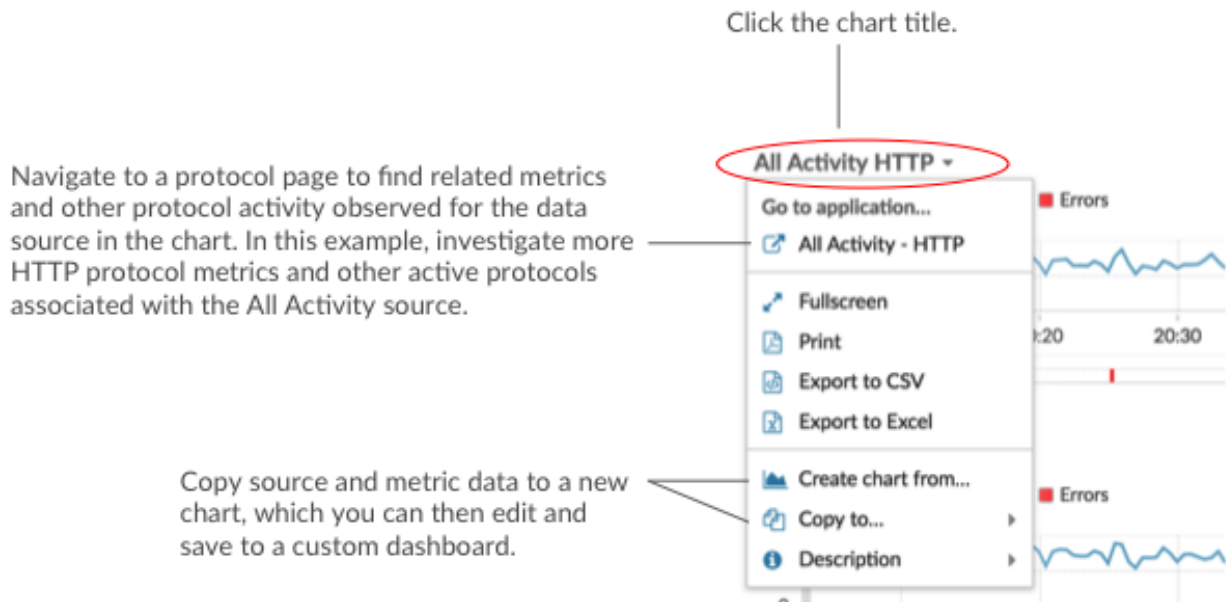 Click the chart title.
All Activity HTTP
Navigate to a protocol page to find related metrics
and other protocol activity observed for the data
source in the chart. In this example, investigate more
HTTP protocol metrics and other active protocols
associated with the All Activity source.
Go to application...
Errors
All Activity - HTTP
Fullscreen
Print
:20
20:30
Export to CSV
Export to Excel
Copy source and metric data to a new
chart, which you can then edit and
save to a custom dashboard.
Create chart from...
Errors
Copy to...
Description